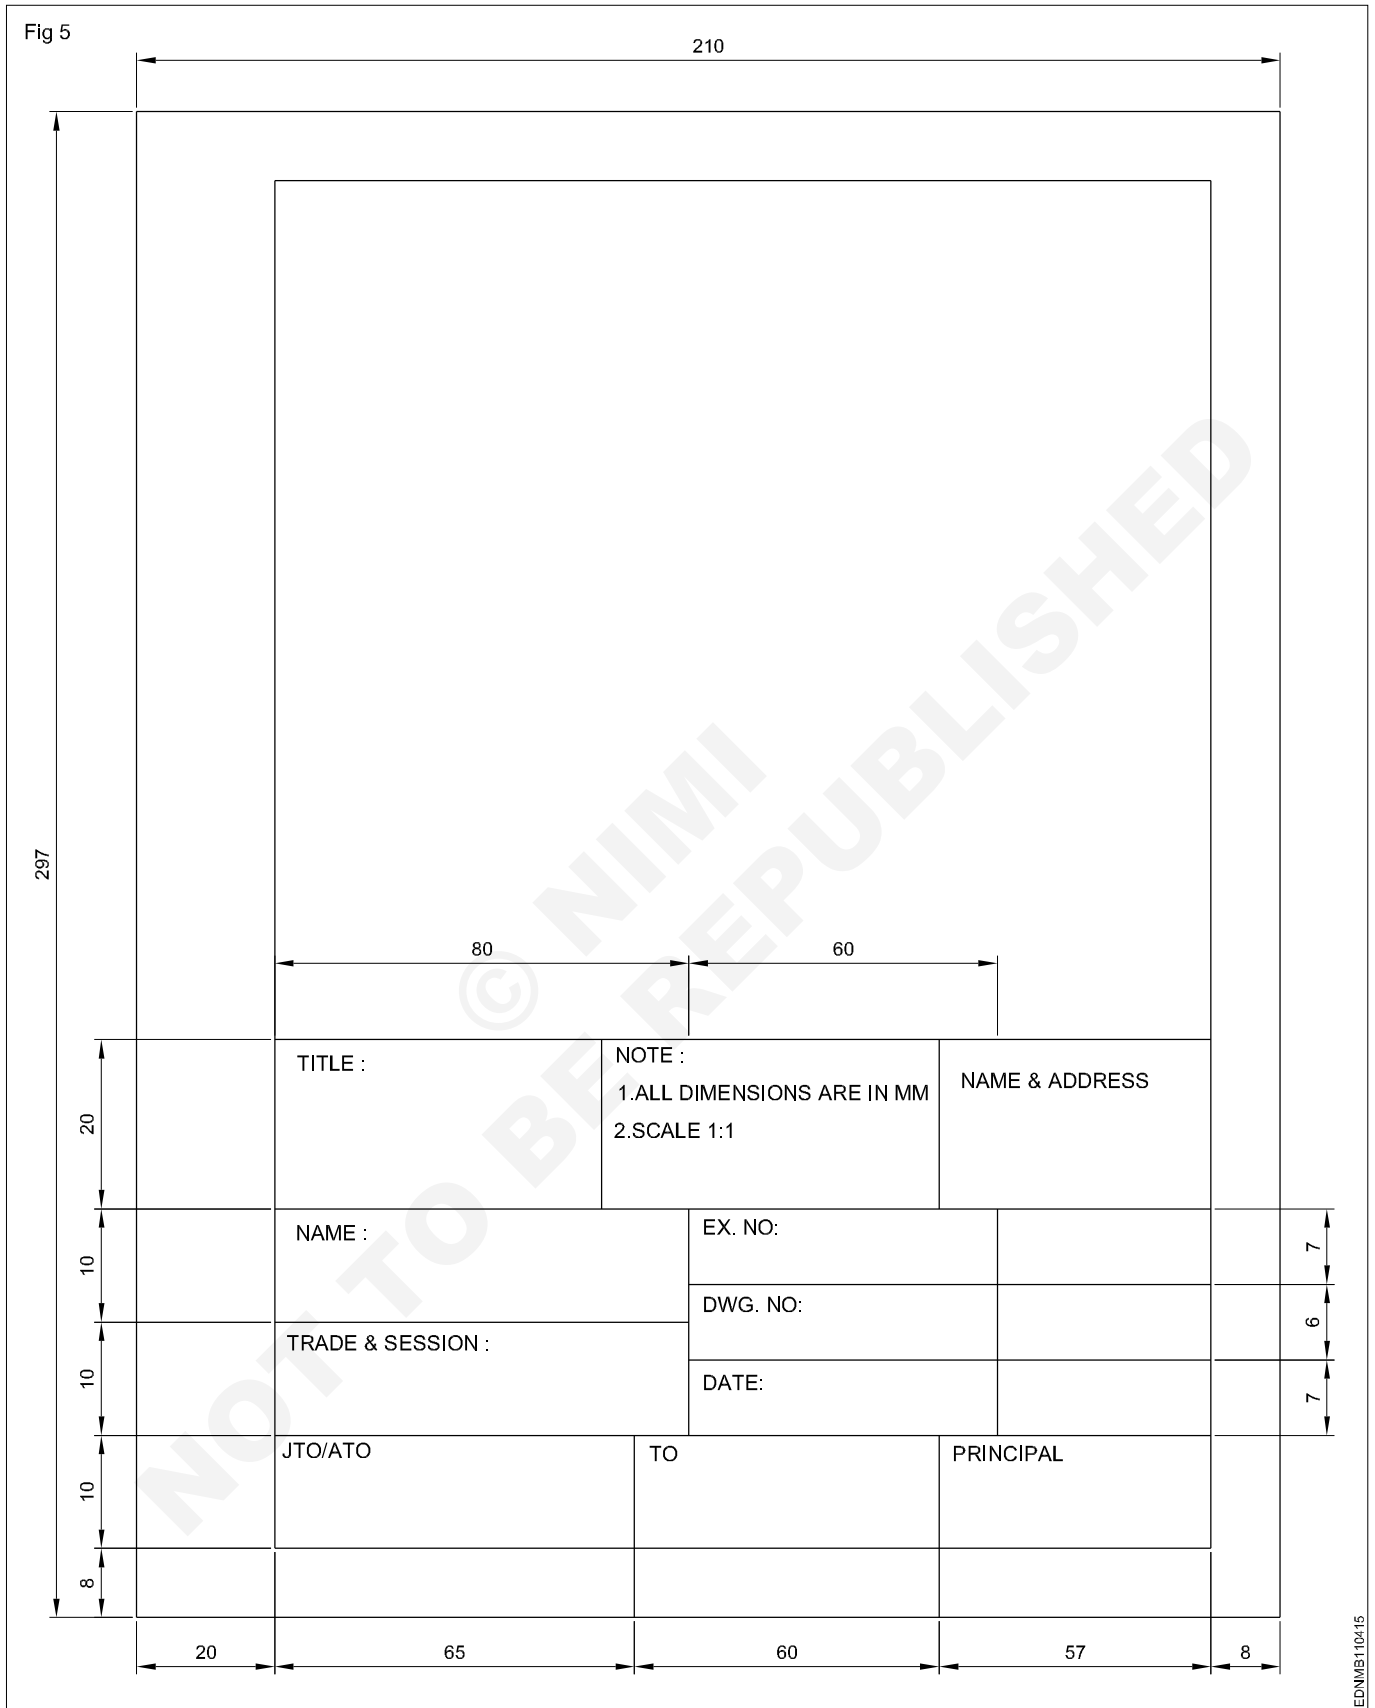 Fig 5
210
297
80
60
TITLE :
NOTE :
1.ALL DIMENSIONS ARE IN MM
2.SCALE 1:1
NAME & ADDRESS
20
NAME :
EX. NO:
7
10
DWG. NO:
6
TRADE & SESSION :
10
DATE:
7
JTO/ATO
TO
PRINCIPAL
10
8
20
65
60
57
8
EDNMB110415
© NIMI
NOT TO BE REPUBLISHED